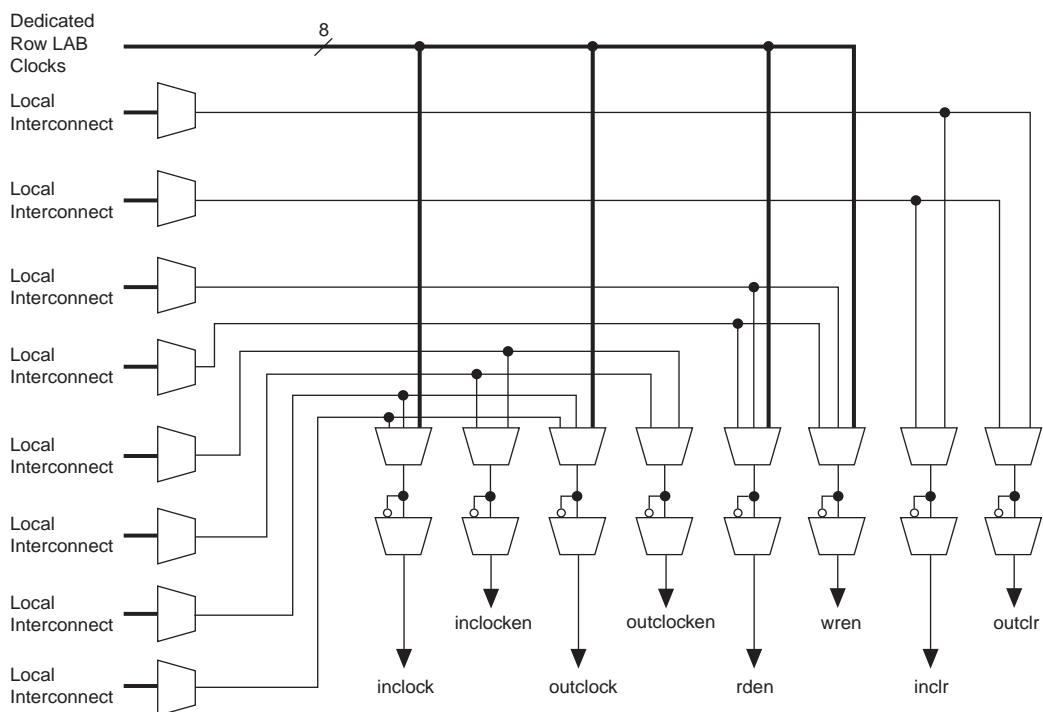 Dedicated
Row LAB
Clocks
8
Local
Interconnect
Local
Interconnect
Local
Interconnect
Local
Interconnect
Local
Interconnect
Local
Interconnect
Local
Interconnect
Local
Interconnect
inclocken
outclocken
wren
outclr
inclock
outclock
rden
inclr